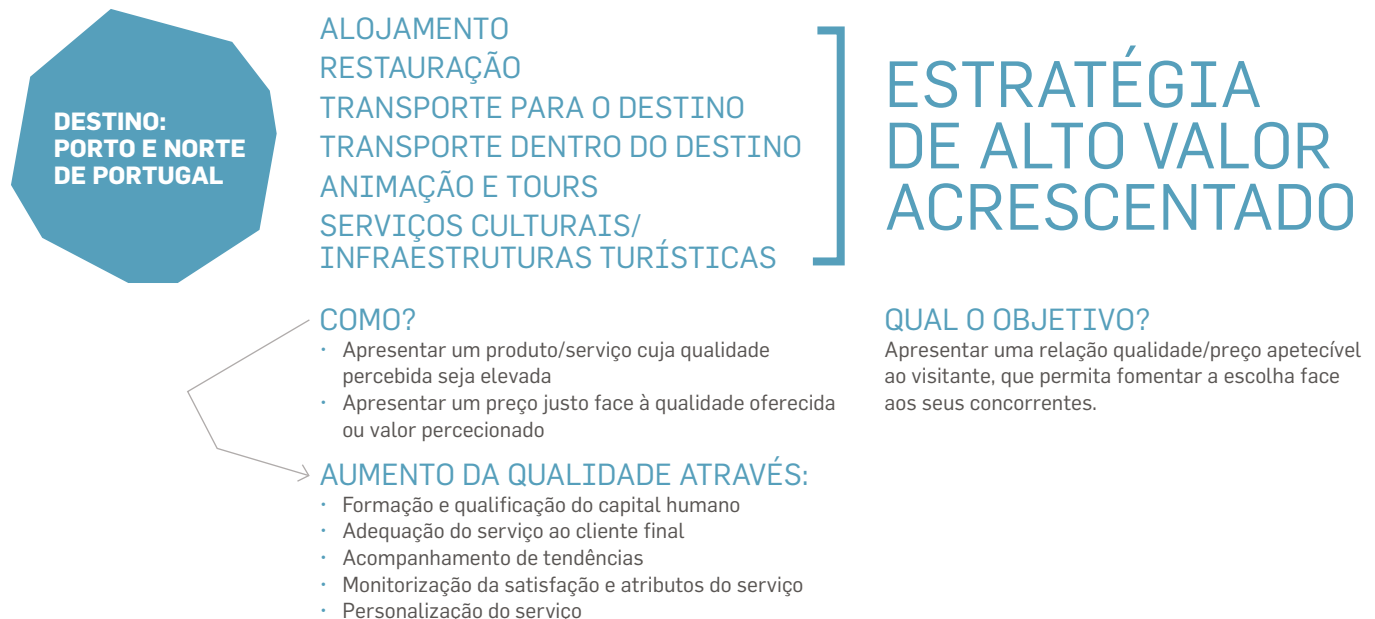 DESTINO:
PORTO E NORTE
DE PORTUGAL
ALOJAMENTO
RESTAURAÇÃO
TRANSPORTE PARA O DESTINO
TRANSPORTE DENTRO DO DESTINO
ANIMAÇÃO E TOURS
SERVIÇOS CULTURAIS/
INFRAESTRUTURAS TURÍSTICAS
ESTRATÉGIA
DE ALTO VALOR
ACRESCENTADO
COMO?
• Apresentar um produto/serviço cuja qualidade
percebida seja elevada
• Apresentar um preço justo face à qualidade oferecida
ou valor percecionado
AUMENTO DA QUALIDADE ATRAVÉS:
• Formação e qualificação do capital humano
• Adequação do serviço ao cliente final
• Acompanhamento de tendências
• Monitorização da satisfação e atributos do serviço
• Personalização do serviço
QUAL O OBJETIVO?
Apresentar uma relação qualidade/preço apetecível
ao visitante, que permita fomentar a escolha face
aos seus concorrentes.